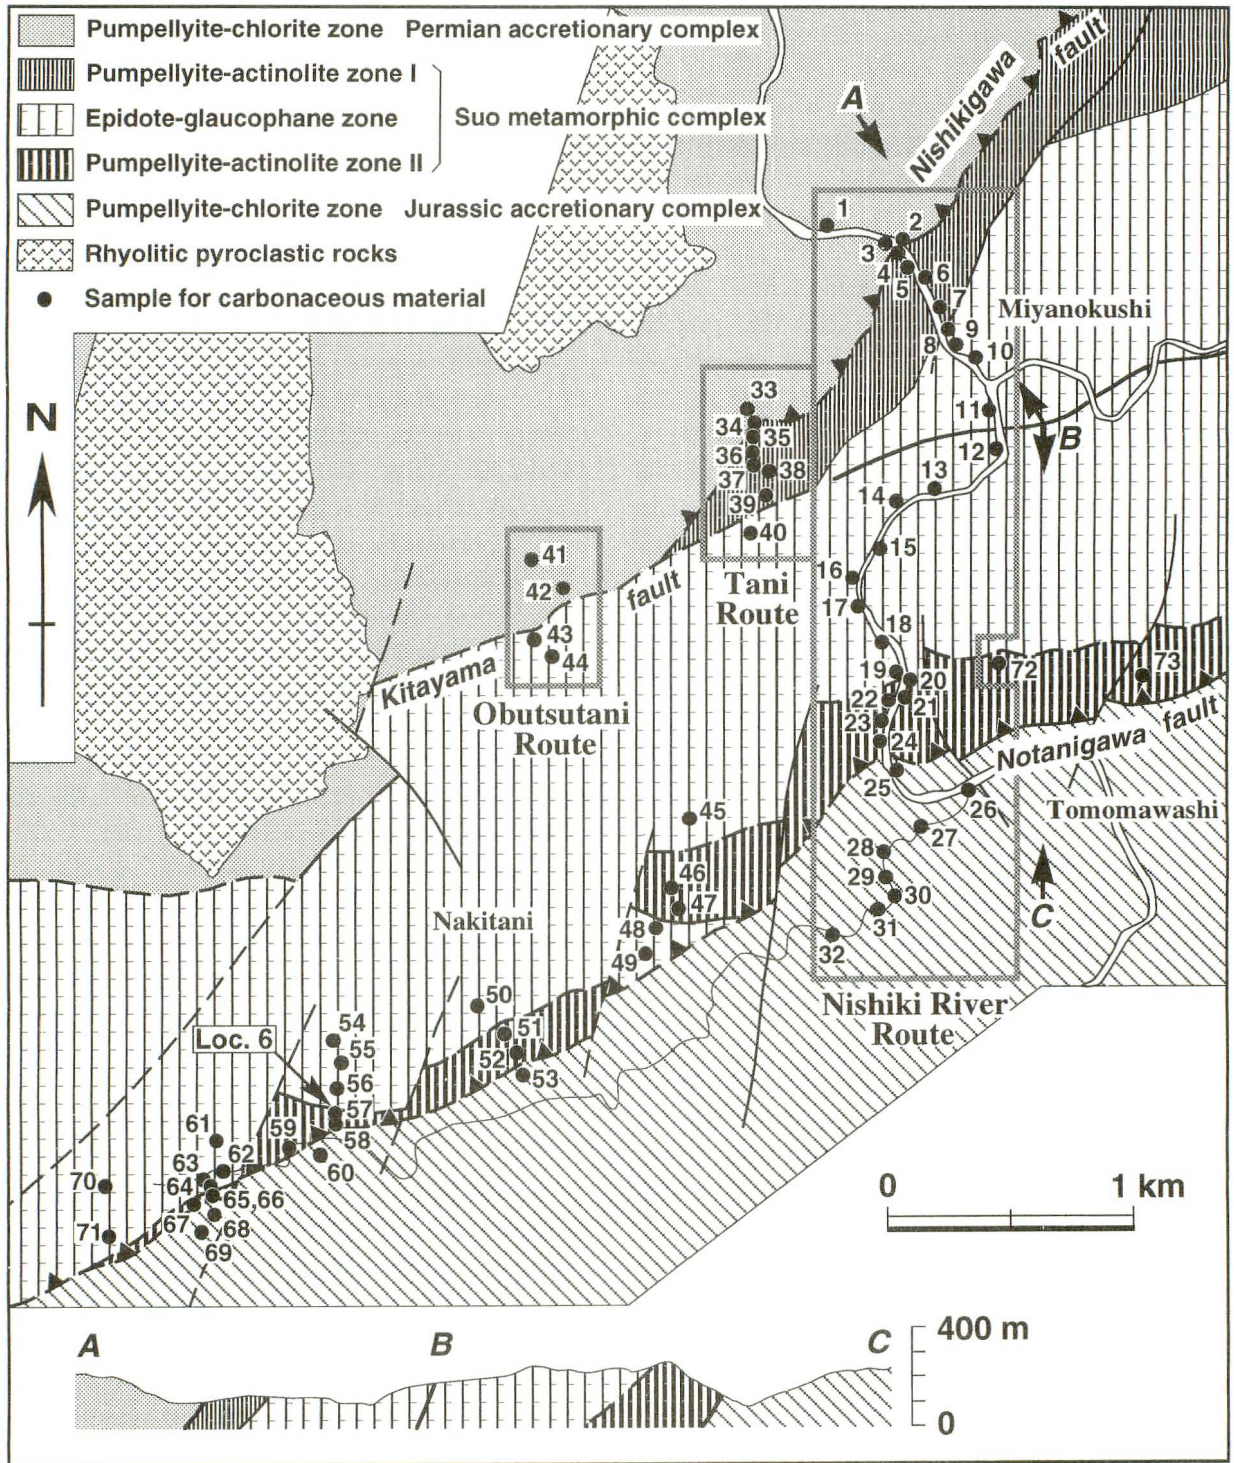 Pumpellyite-chlorite zone Permian accretionary complex
Pumpellyite-actinolite zone I
Epidote-glaucophane zone
Suo metamorphic complex
Pumpellyite-actinolite zone II
Pumpellyite-chlorite zone Jurassic accretionary complex
Rhyolitic pyroclastic rocks
Sample for carbonaceous material
Nishikigawa fault
A
1
2
3
4
5
6
7
Miyanokushi
8
9
10
N
33
11
34
35
B
36
12
37
38
13
39
14
40
41
15
42
fault
Tani
Route
16
17
43
18
44
Kitayama
19
20
72
73
Obutsutani
Route
22
21
23
24
Notanigawa fault
25
26
Tomomawashi
45
27
28
46
29
47
30
31
C
Nakitani
48
32
49
Nishiki River
Route
50
Loc. 6
54
51
55
52
53
56
57
61
59
58
62
60
63
70
64
65,66
0
1 km
67
68
71
69
A
B
C
400 m
0